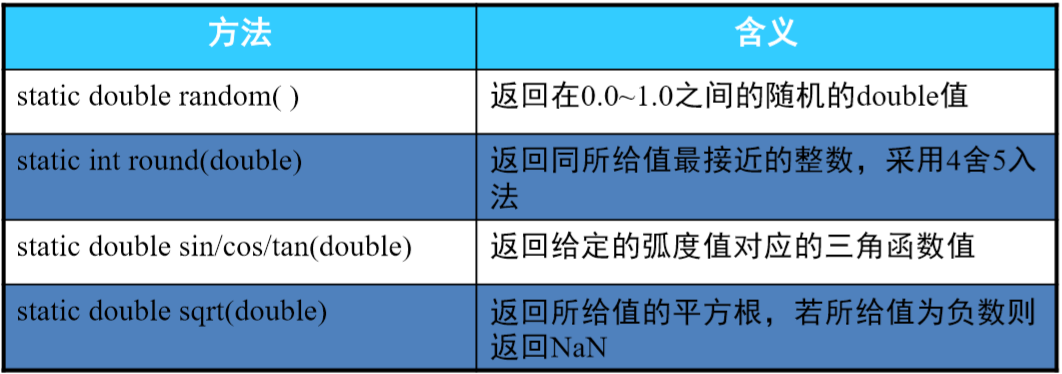 方法
含义
static double random( )
返回在0.0~1.0之间的随机的double值
static int round(double)
返回同所给值最接近的整数，采用4舍5入
法
static double sin/cos/tan(double)
返回给定的弧度值对应的三角函数值
static double sqrt(double)
返回所给值的平方根，若所给值为负数则
返回NaN